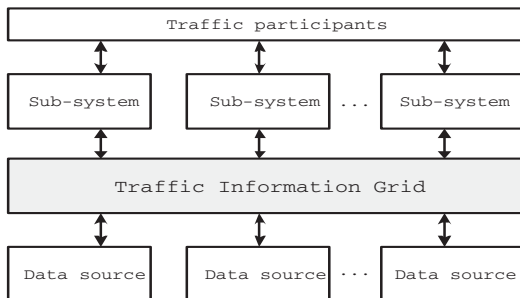 Traffic participants
Sub-system Sub-system ... Sub-system
Traffic Information Grid
Data source Data source ... Data source